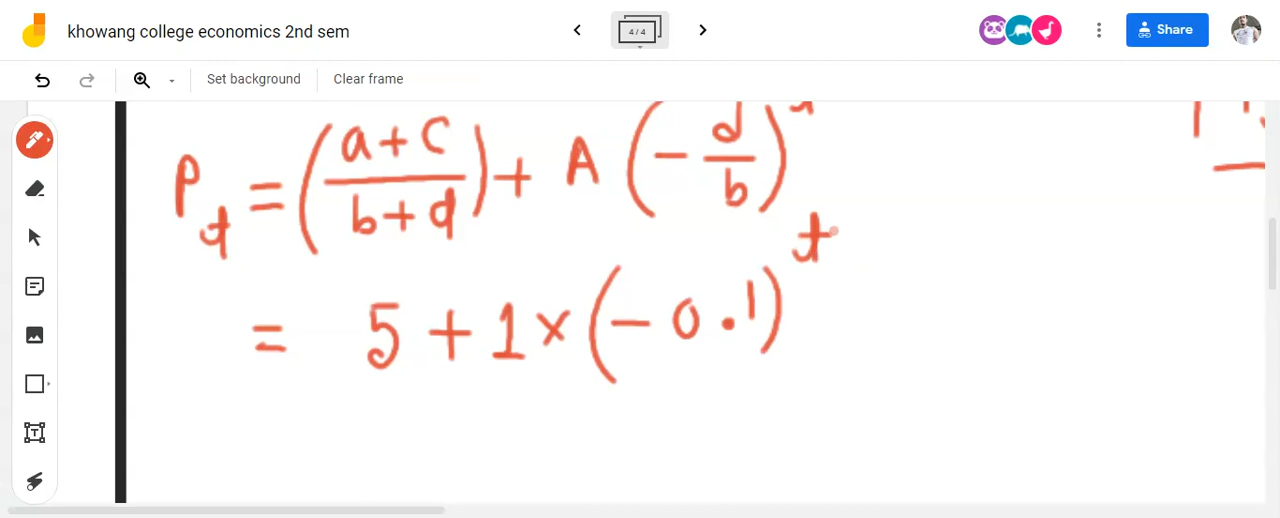 khowang college economics 2nd sem
4 / 4
Share
Set background
Clear frame
P_t = ((a+c)/(b+d)) + A (-d/b)^t
= 5 + 1 × (-0.1)^t